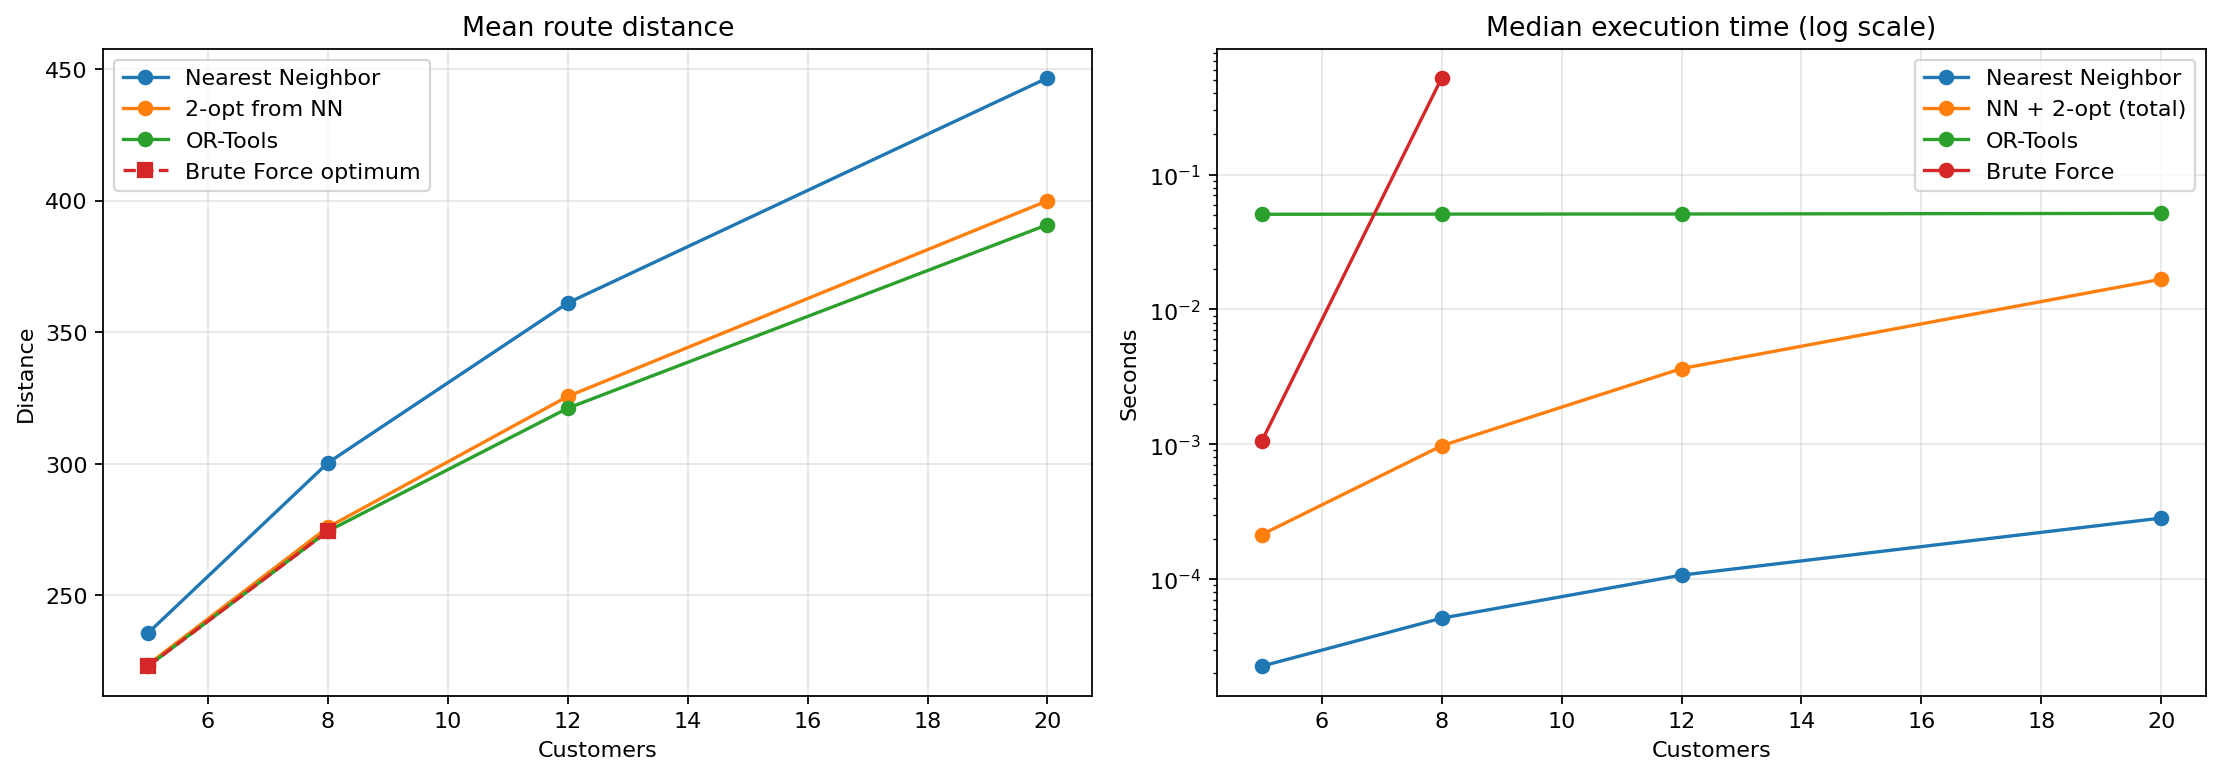 Mean route distance
Nearest Neighbor
2-opt from NN
OR-Tools
Brute Force optimum
450
400
350
300
250
Distance
6 8 10 12 14 16 18 20
Customers
Median execution time (log scale)
Nearest Neighbor
NN + 2-opt (total)
OR-Tools
Brute Force
10⁻¹
10⁻²
10⁻³
10⁻⁴
Seconds
6 8 10 12 14 16 18 20
Customers